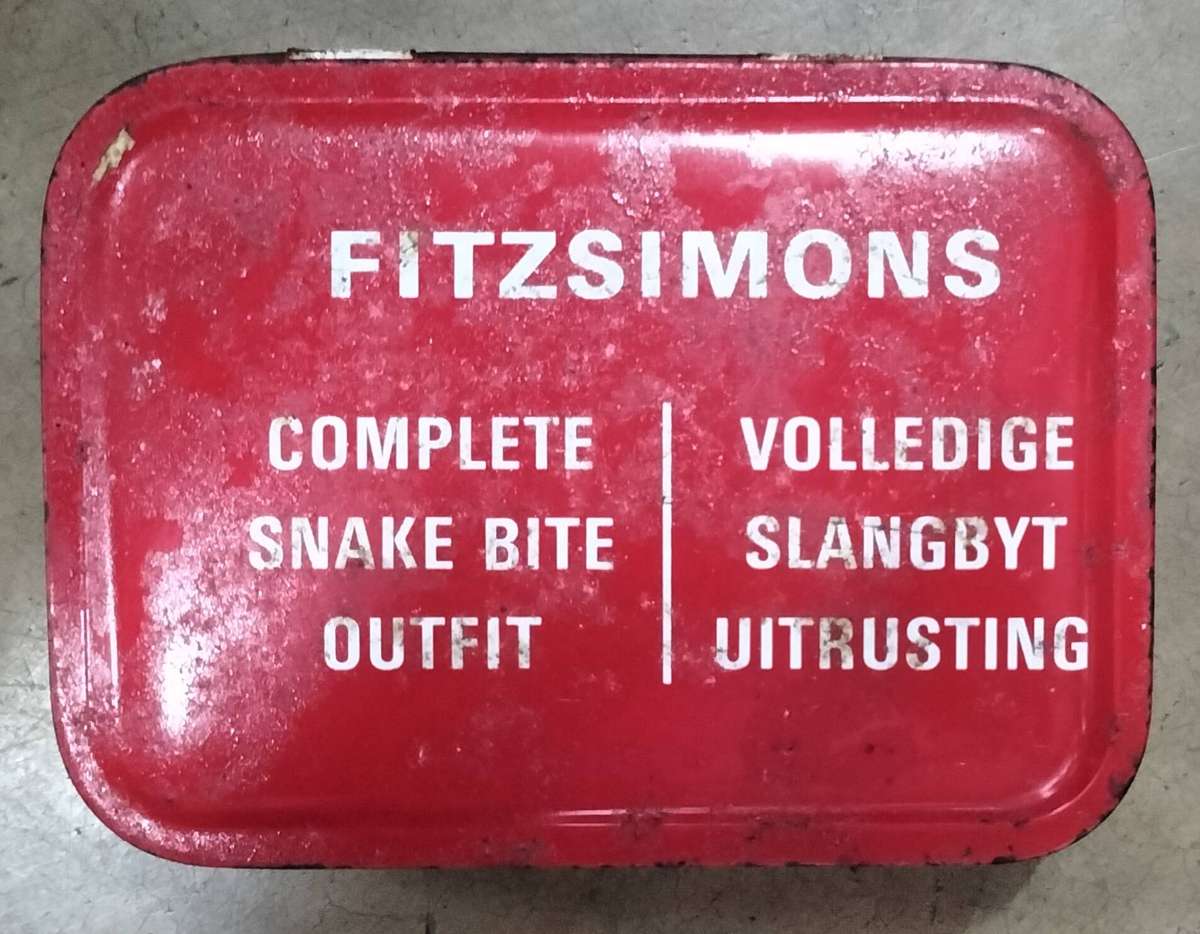 FITZSIMONS
COMPLETE
SNAKE BITE
OUTFIT
VOLLEDIGE
SLANGBYT
UITRUSTING